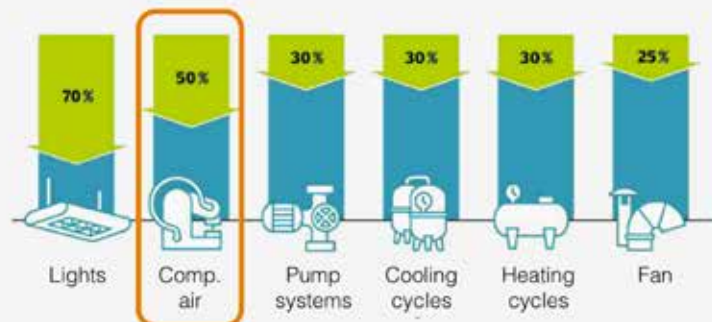 70%
50%
30%
30%
30%
25%
Lights
Comp.
air
Pump
systems
Cooling
cycles
Heating
cycles
Fan